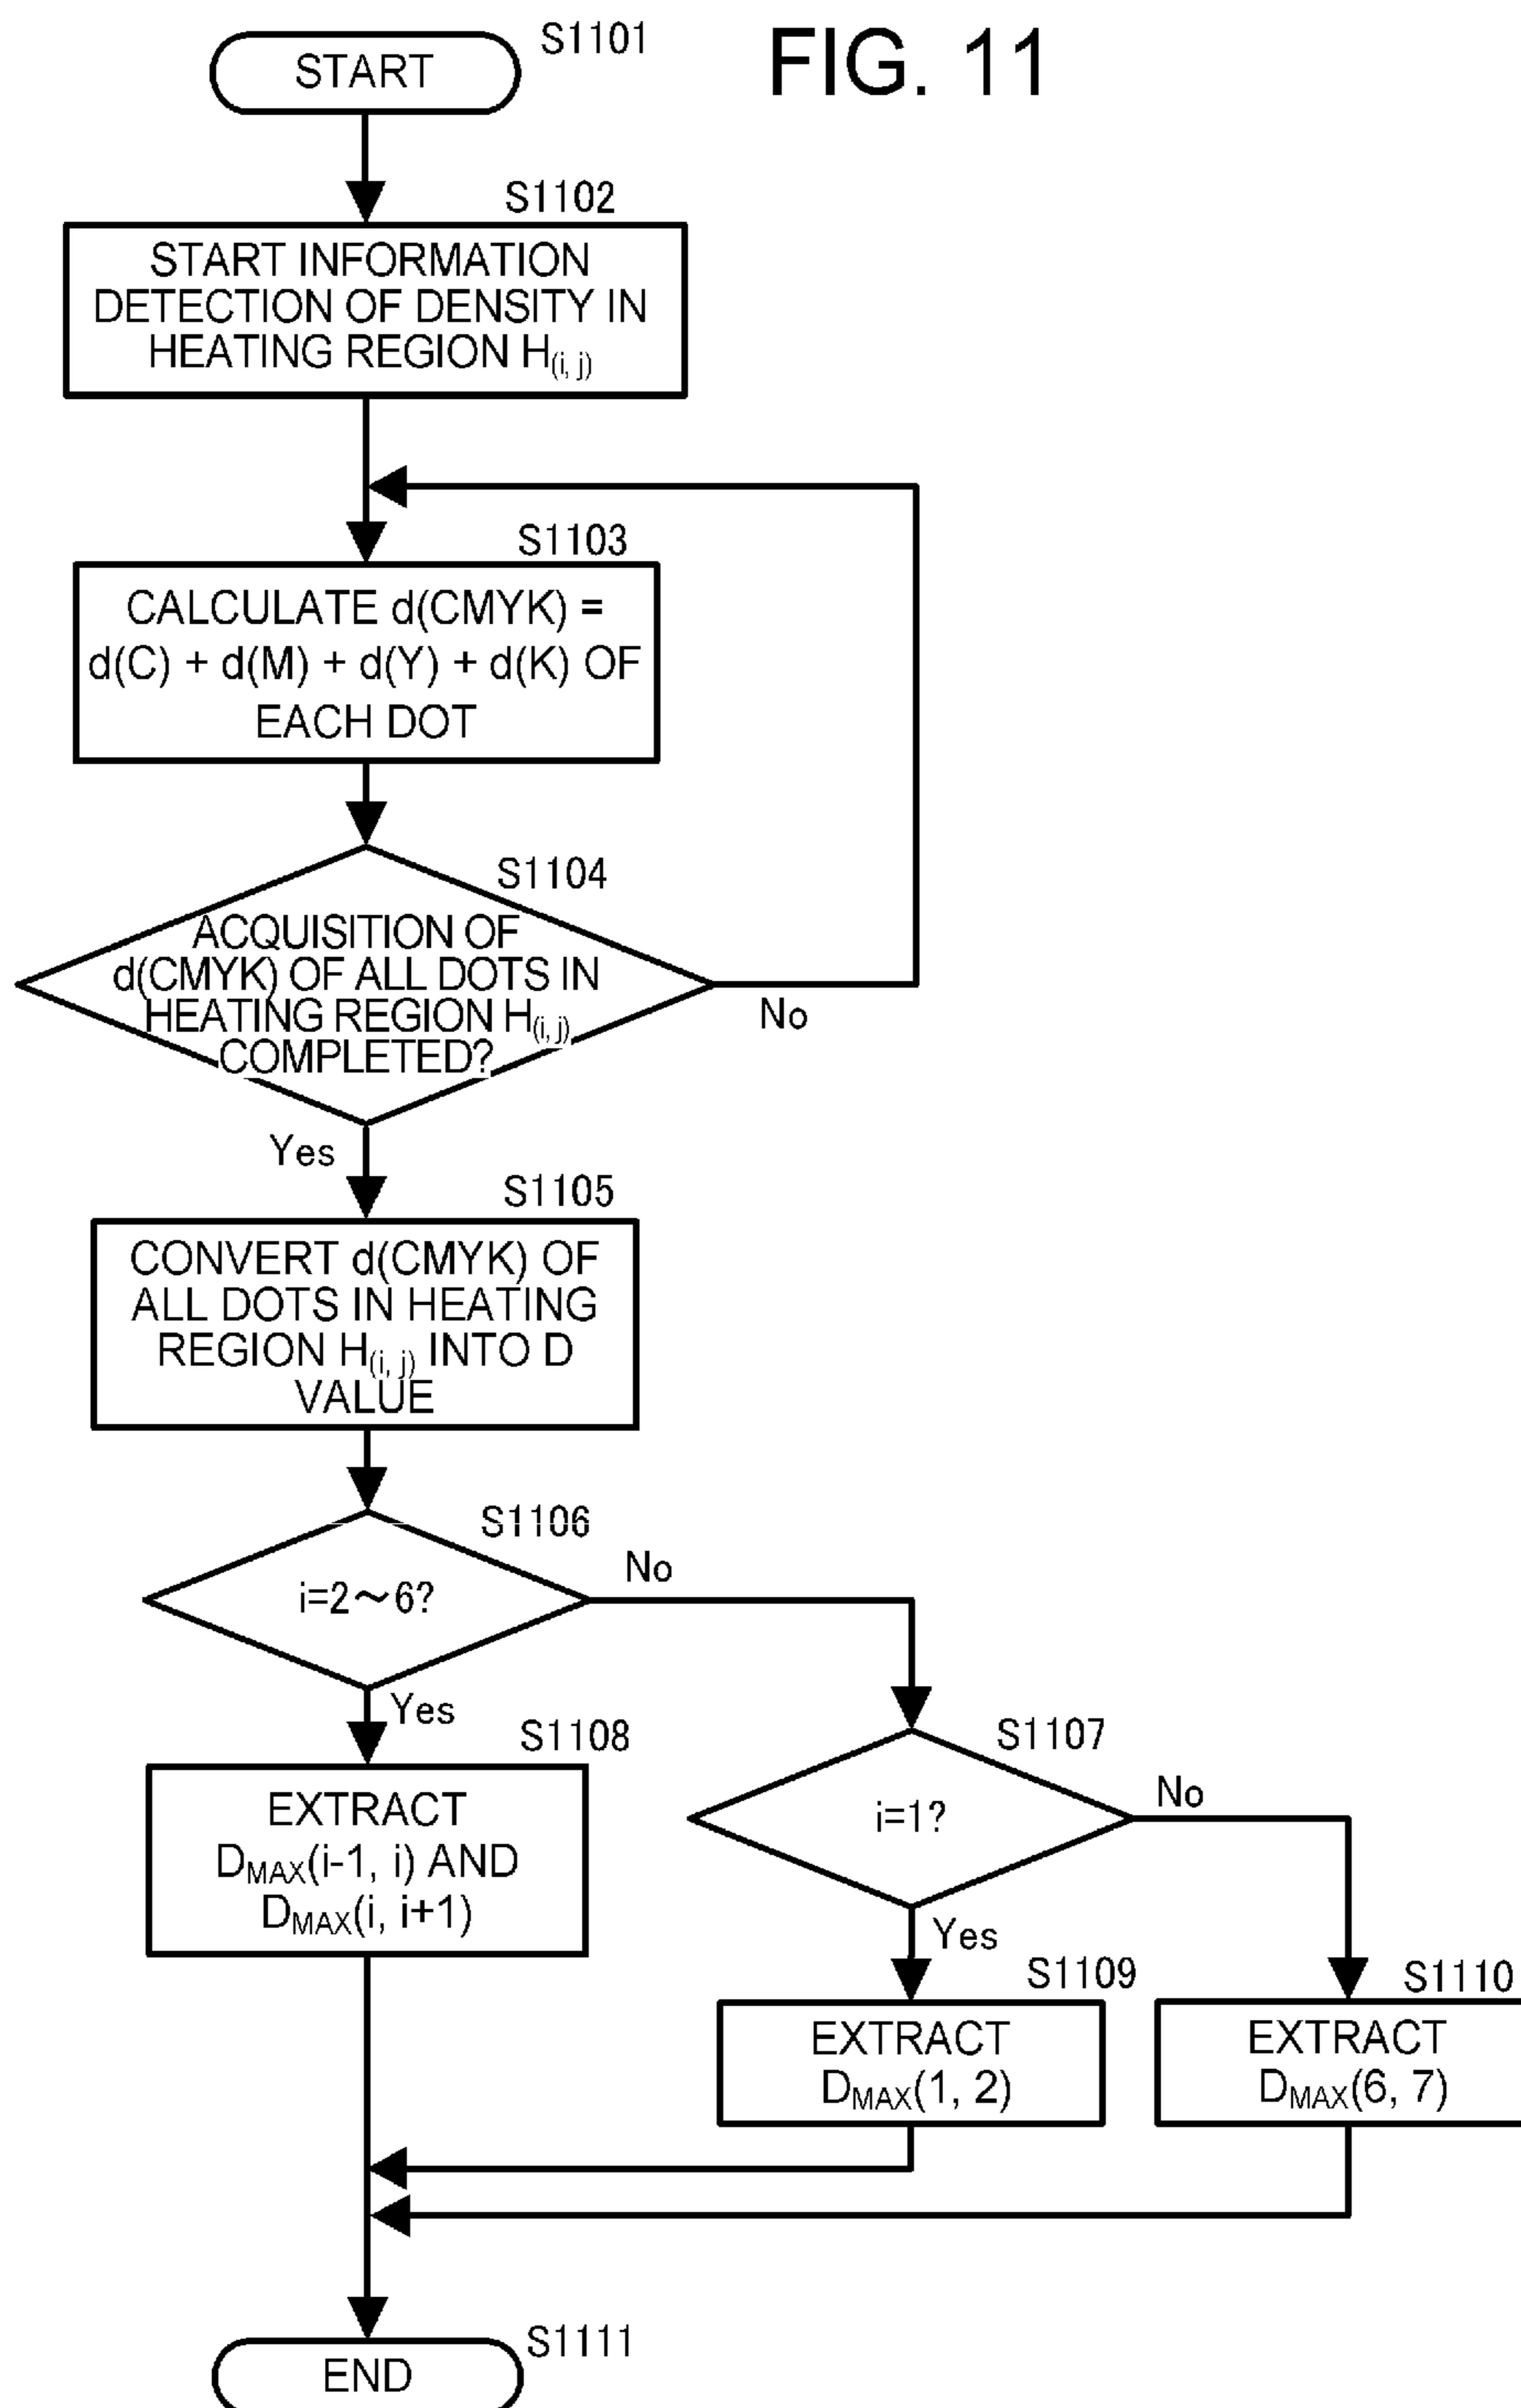 FIG. 11
S1101
START
S1102
START INFORMATION
DETECTION OF DENSITY IN
HEATING REGION H(i, j)
S1103
CALCULATE d(CMYK) =
d(C) + d(M) + d(Y) + d(K) OF
EACH DOT
S1104
ACQUISITION OF
d(CMYK) OF ALL DOTS IN
HEATING REGION H(i, j)
COMPLETED?
No
Yes
S1105
CONVERT d(CMYK) OF
ALL DOTS IN HEATING
REGION H(i, j) INTO D
VALUE
S1106
i=2～6?
No
Yes
S1107
i=1?
No
Yes
S1108
EXTRACT
DMAX(i-1, i) AND
DMAX(i, i+1)
S1109
EXTRACT
DMAX(1, 2)
S1110
EXTRACT
DMAX(6, 7)
S1111
END